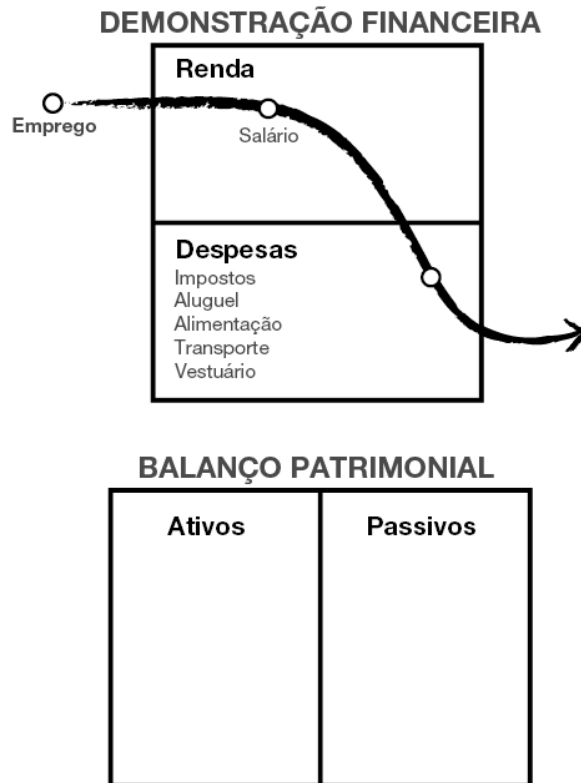 DEMONSTRAÇÃO FINANCEIRA
Renda
Emprego
Salário
Despesas
Impostos
Aluguel
Alimentação
Transporte
Vestuário
BALANÇO PATRIMONIAL
Ativos
Passivos